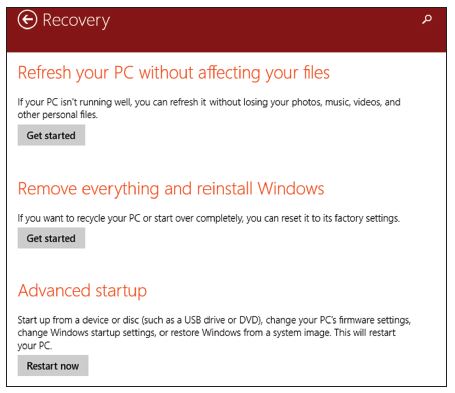 Recovery
Refresh your PC without affecting your files
If your PC isn't running well, you can refresh it without losing your photos, music, videos, and
other personal files.
Get started
Remove everything and reinstall Windows
If you want to recycle your PC or start over completely, you can reset it to its factory settings.
Get started
Advanced startup
Start up from a device or disc (such as a USB drive or DVD), change your PC's firmware settings,
change Windows startup settings, or restore Windows from a system image. This will restart
your PC.
Restart now